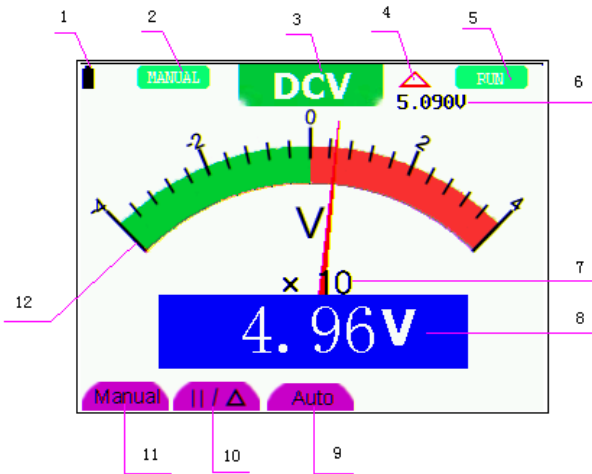 1 2 3 4 5
MANUAL DCV RUN
5.090V 6
-4 -2 0 2 4
V
× 10 7
12
4.96V 8
Manual || / Δ Auto
11 10 9